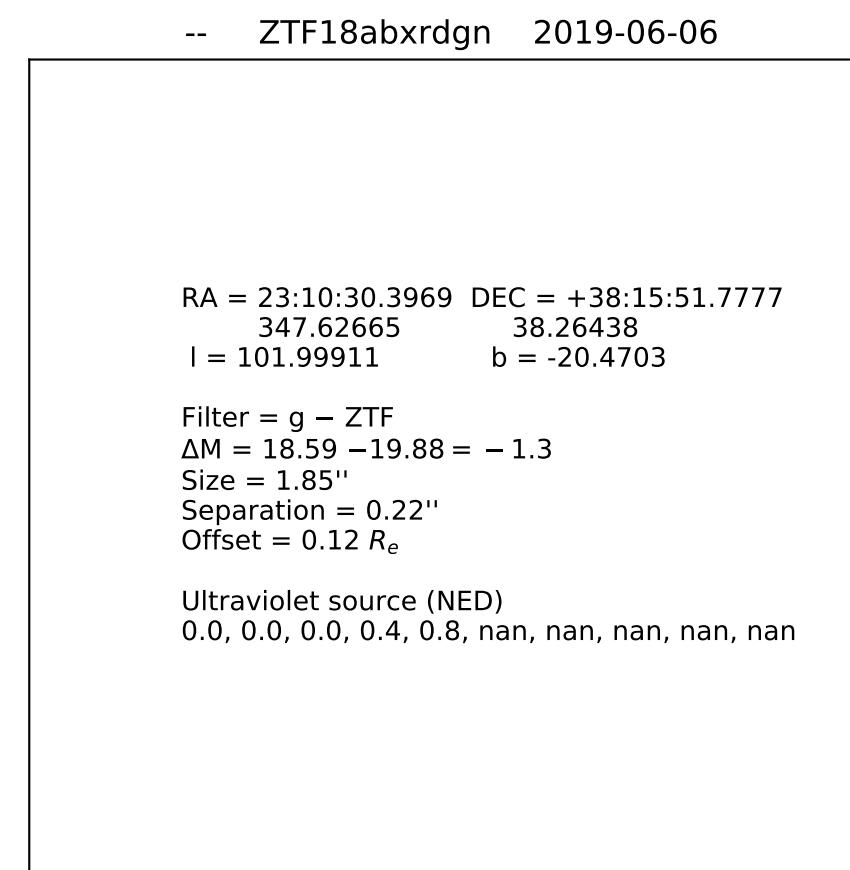 -- ZTF18abxrdgn 2019-06-06
RA = 23:10:30.3969 DEC = +38:15:51.7777
347.62665 38.26438
l = 101.99911 b = -20.4703
Filter = g − ZTF
ΔM = 18.59 −19.88 = − 1.3
Size = 1.85''
Separation = 0.22''
Offset = 0.12 Re
Ultraviolet source (NED)
0.0, 0.0, 0.0, 0.4, 0.8, nan, nan, nan, nan, nan